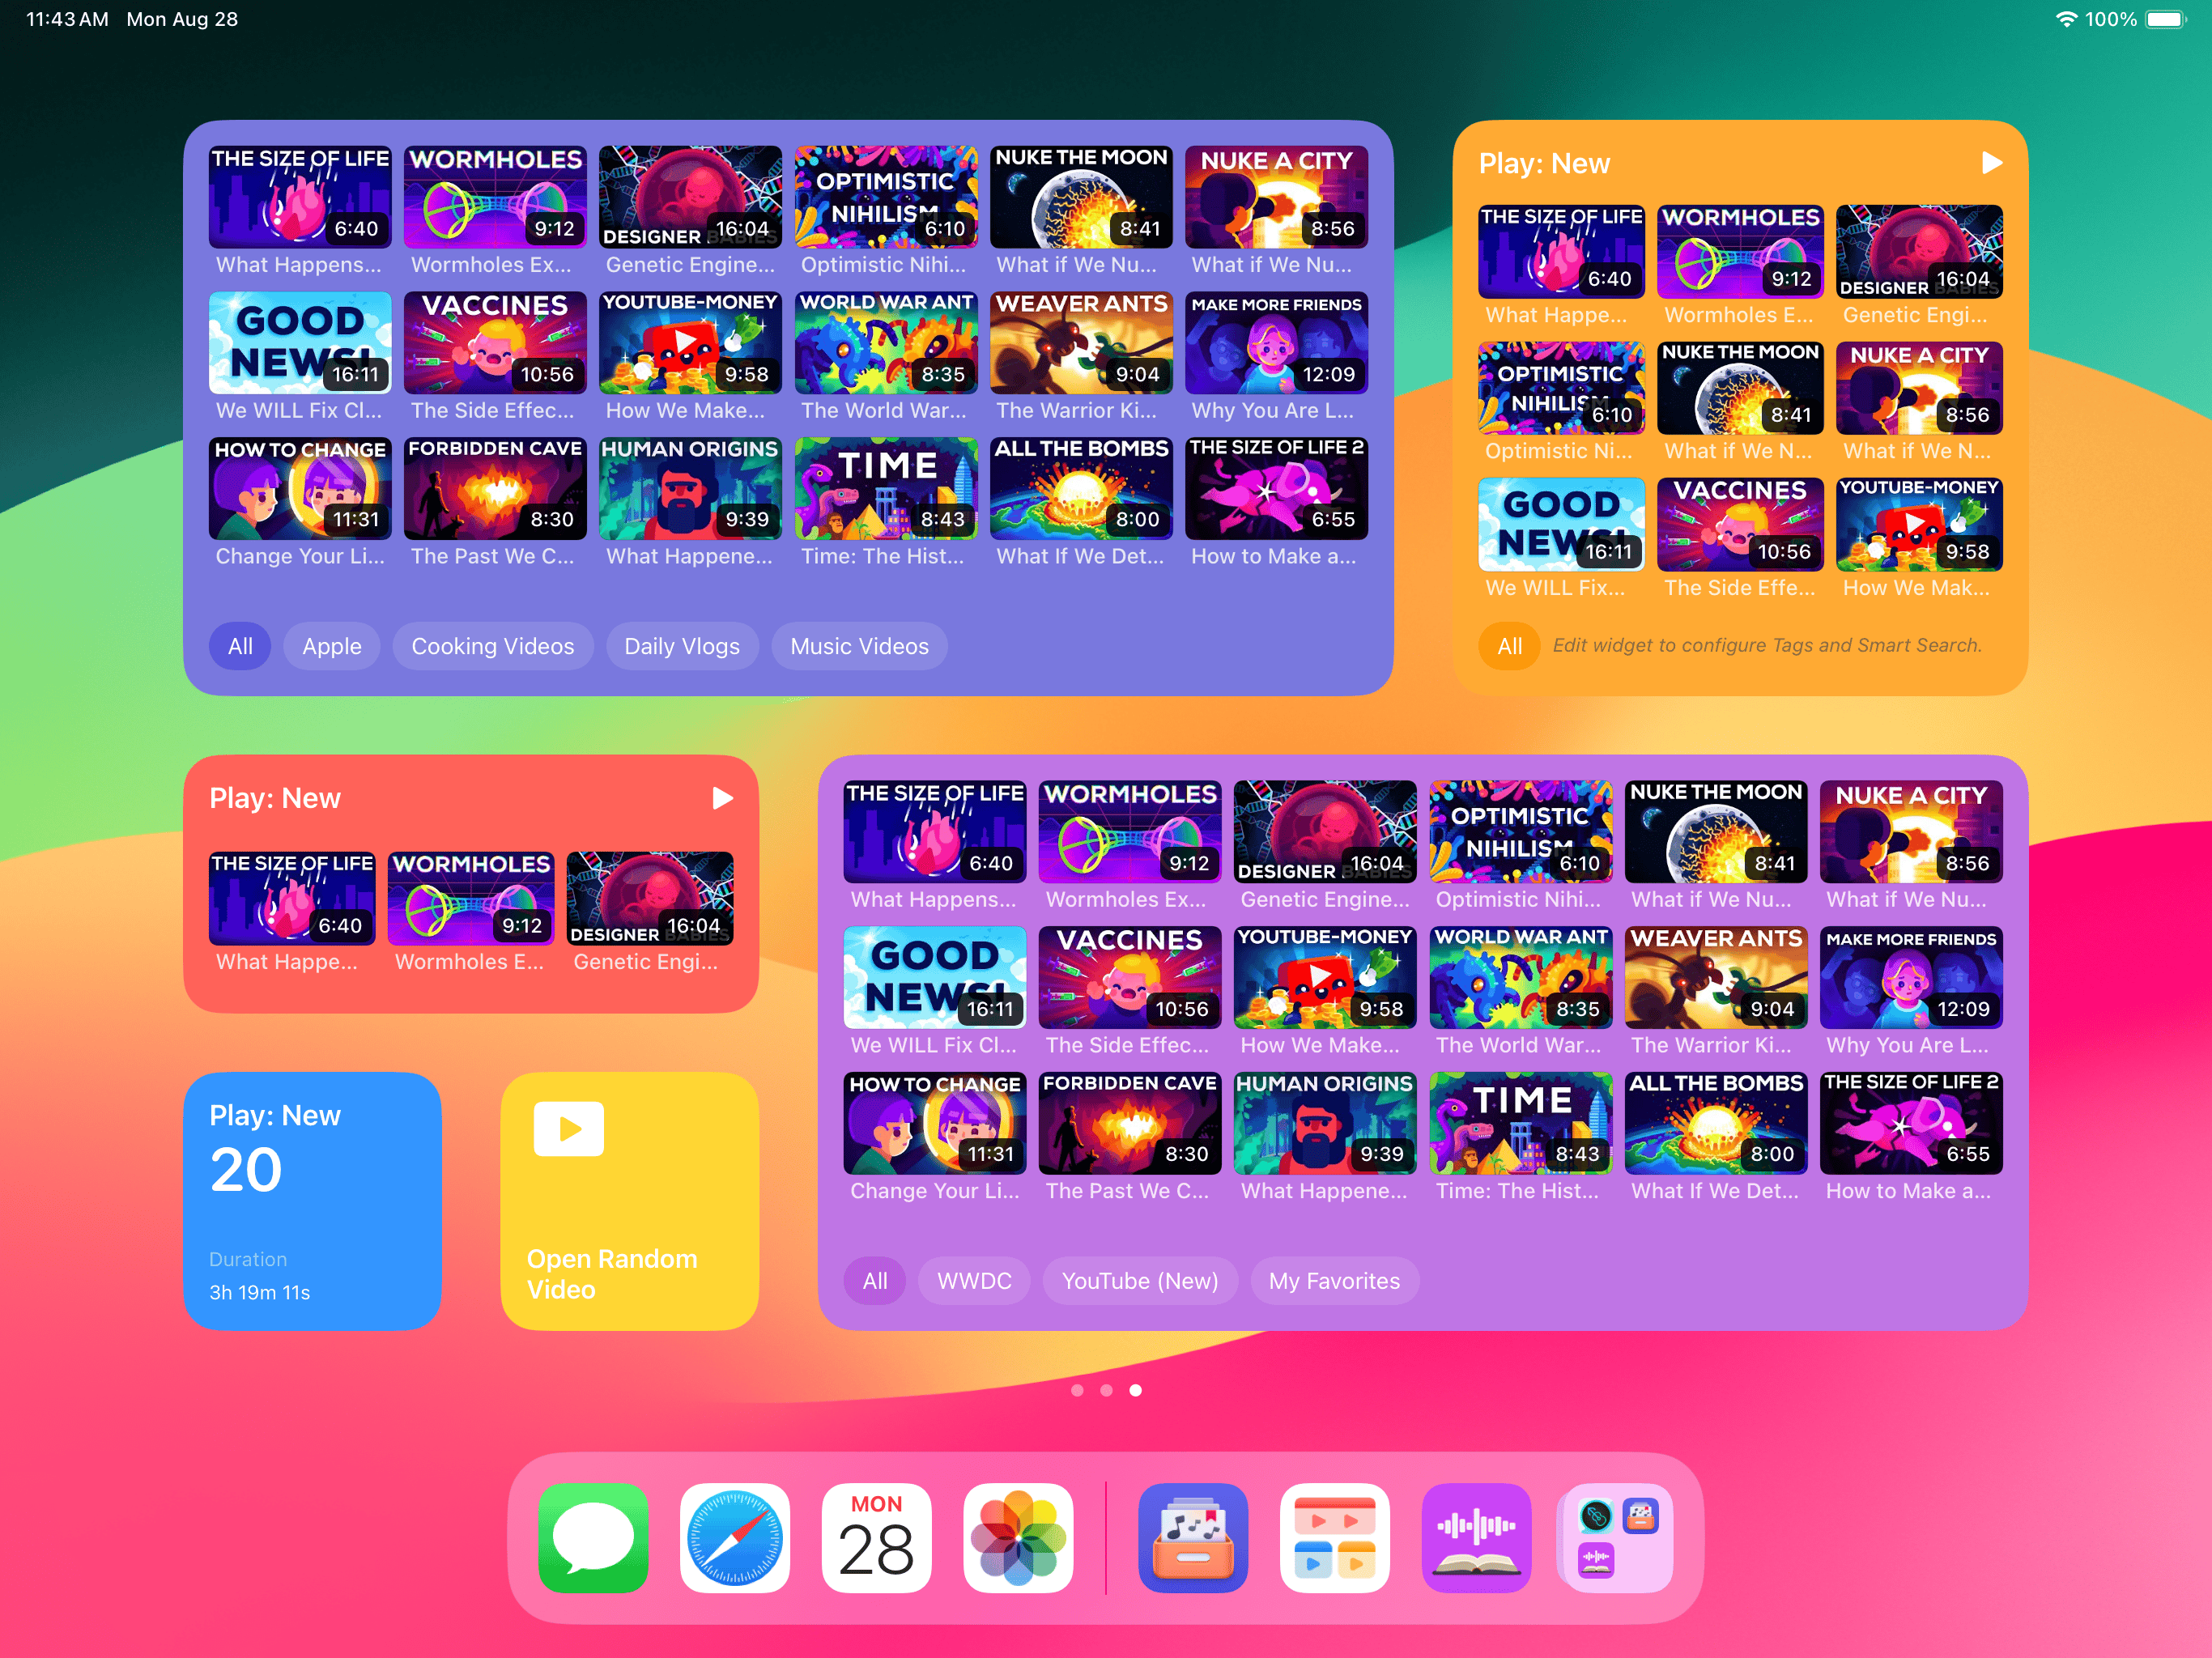 11:43 AM Mon Aug 28
100%
THE SIZE OF LIFE
6:40
What Happens...
WORMHOLES
9:12
Wormholes Ex...
DESIGNER BABIES
16:04
Genetic Engine...
OPTIMISTIC
NIHILISM
6:10
Optimistic Nihi...
NUKE THE MOON
8:41
What if We Nu...
NUKE A CITY
8:56
What if We Nu...
GOOD
NEWS!
16:11
We WILL Fix Cl...
VACCINES
10:56
The Side Effec...
YOUTUBE-MONEY
9:58
How We Make...
WORLD WAR ANT
8:35
The World War...
WEAVER ANTS
9:04
The Warrior Ki...
MAKE MORE FRIENDS
12:09
Why You Are L...
HOW TO CHANGE
11:31
Change Your Li...
FORBIDDEN CAVE
8:30
The Past We C...
HUMAN ORIGINS
9:39
What Happene...
TIME
8:43
Time: The Hist...
ALL THE BOMBS
8:00
What If We Det...
THE SIZE OF LIFE 2
6:55
How to Make a...
All Apple Cooking Videos Daily Vlogs Music Videos
Play: New
THE SIZE OF LIFE
6:40
What Happe...
WORMHOLES
9:12
Wormholes E...
DESIGNER BABIES
16:04
Genetic Engi...
OPTIMISTIC
NIHILISM
6:10
Optimistic Ni...
NUKE THE MOON
8:41
What if We N...
NUKE A CITY
8:56
What if We N...
GOOD
NEWS!
16:11
We WILL Fix...
VACCINES
10:56
The Side Effe...
YOUTUBE-MONEY
9:58
How We Mak...
All Edit widget to configure Tags and Smart Search.
Play: New
THE SIZE OF LIFE
6:40
What Happe...
WORMHOLES
9:12
Wormholes E...
DESIGNER BABIES
16:04
Genetic Engi...
Play: New
20
Duration
3h 19m 11s
Open Random
Video
THE SIZE OF LIFE
6:40
What Happens...
WORMHOLES
9:12
Wormholes Ex...
DESIGNER BABIES
16:04
Genetic Engine...
OPTIMISTIC
NIHILISM
6:10
Optimistic Nihi...
NUKE THE MOON
8:41
What if We Nu...
NUKE A CITY
8:56
What if We Nu...
GOOD
NEWS!
16:11
We WILL Fix Cl...
VACCINES
10:56
The Side Effec...
YOUTUBE-MONEY
9:58
How We Make...
WORLD WAR ANT
8:35
The World War...
WEAVER ANTS
9:04
The Warrior Ki...
MAKE MORE FRIENDS
12:09
Why You Are L...
HOW TO CHANGE
11:31
Change Your Li...
FORBIDDEN CAVE
8:30
The Past We C...
HUMAN ORIGINS
9:39
What Happene...
TIME
8:43
Time: The Hist...
ALL THE BOMBS
8:00
What If We Det...
THE SIZE OF LIFE 2
6:55
How to Make a...
All WWDC YouTube (New) My Favorites
MON
28